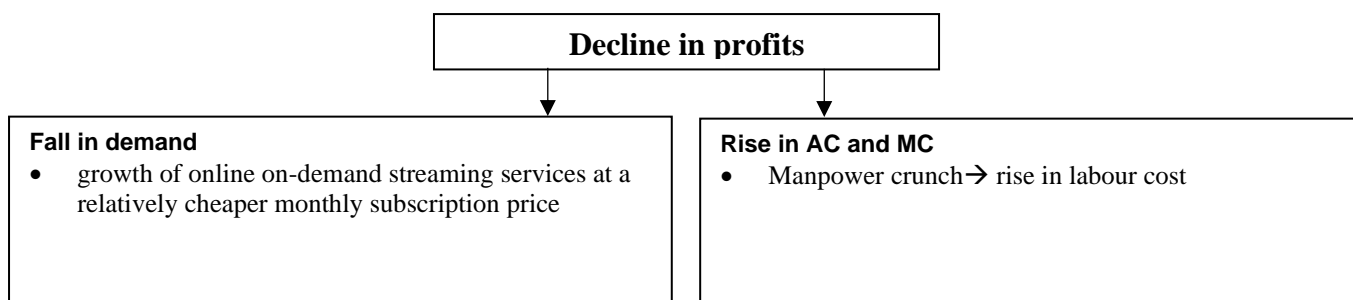 Decline in profits
Fall in demand
• growth of online on-demand streaming services at a
relatively cheaper monthly subscription price
Rise in AC and MC
• Manpower crunch→ rise in labour cost